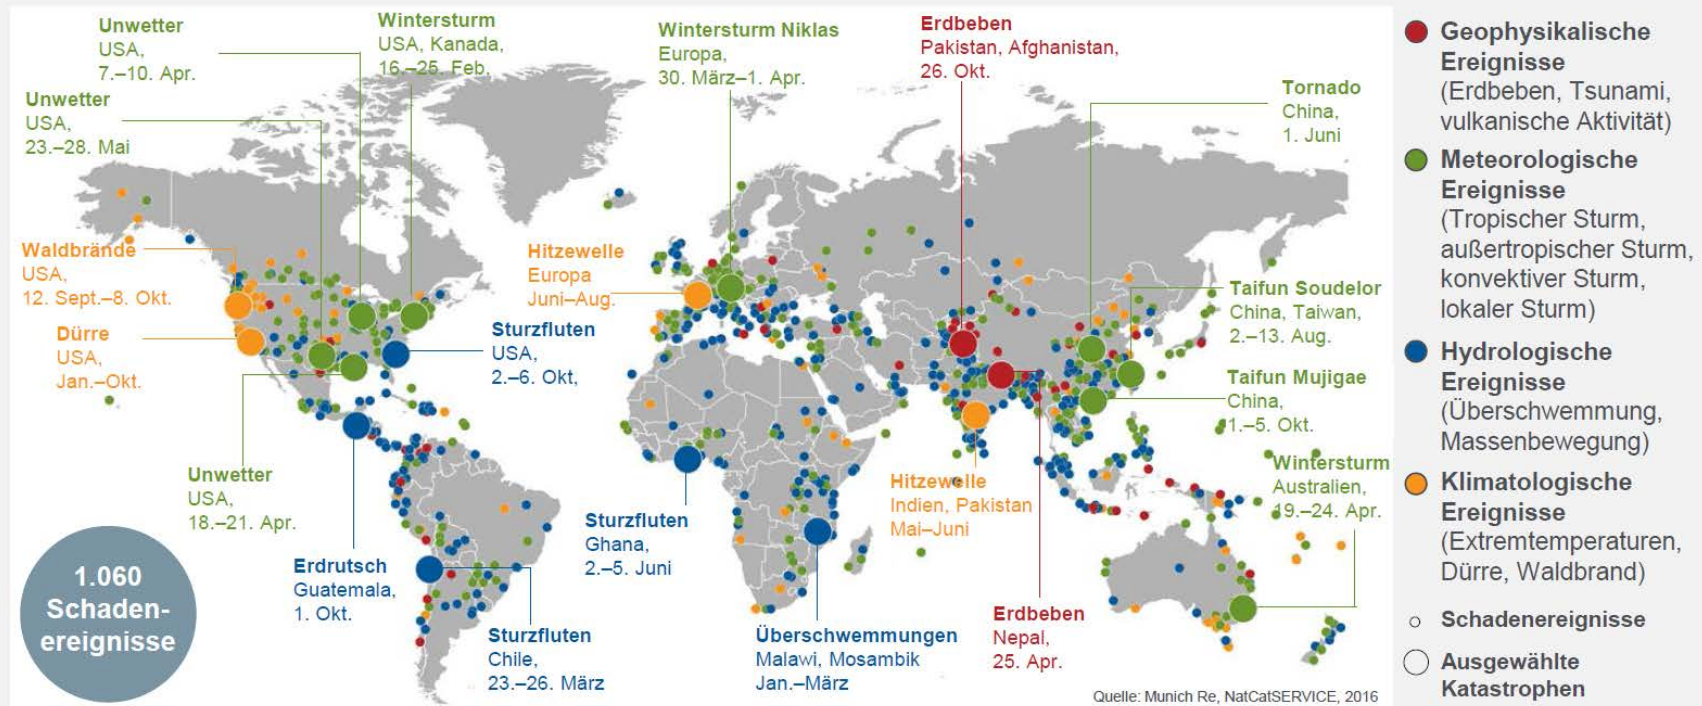 Unwetter
USA,
7.–10. Apr.
Wintersturm
USA, Kanada,
16.–25. Feb.
Wintersturm Niklas
Europa,
30. März–1. Apr.
Erdbeben
Pakistan, Afghanistan,
26. Okt.
Tornado
China,
1. Juni
Unwetter
USA,
23.–28. Mai
Waldbrände
USA,
12. Sept.–8. Okt.
Hitzewelle
Europa
Juni–Aug.
Taifun Soudelor
China, Taiwan,
2.–13. Aug.
Dürre
USA,
Jan.–Okt.
Sturzfluten
USA,
2.–6. Okt,
Taifun Mujigae
China,
1.–5. Okt.
Unwetter
USA,
18.–21. Apr.
Hitzewelle
Indien, Pakistan
Mai–Juni
Wintersturm
Australien,
19.–24. Apr.
Sturzfluten
Ghana,
2.–5. Juni
Erdrutsch
Guatemala,
1. Okt.
Sturzfluten
Chile,
23.–26. März
Überschwemmungen
Malawi, Mosambik
Jan.–März
Erdbeben
Nepal,
25. Apr.
1.060
Schaden-
ereignisse
Quelle: Munich Re, NatCatSERVICE, 2016
Geophysikalische
Ereignisse
(Erdbeben, Tsunami,
vulkanische Aktivität)
Meteorologische
Ereignisse
(Tropischer Sturm,
außertropischer Sturm,
konvektiver Sturm,
lokaler Sturm)
Hydrologische
Ereignisse
(Überschwemmung,
Massenbewegung)
Klimatologische
Ereignisse
(Extremtemperaturen,
Dürre, Waldbrand)
Schadenereignisse
Ausgewählte
Katastrophen